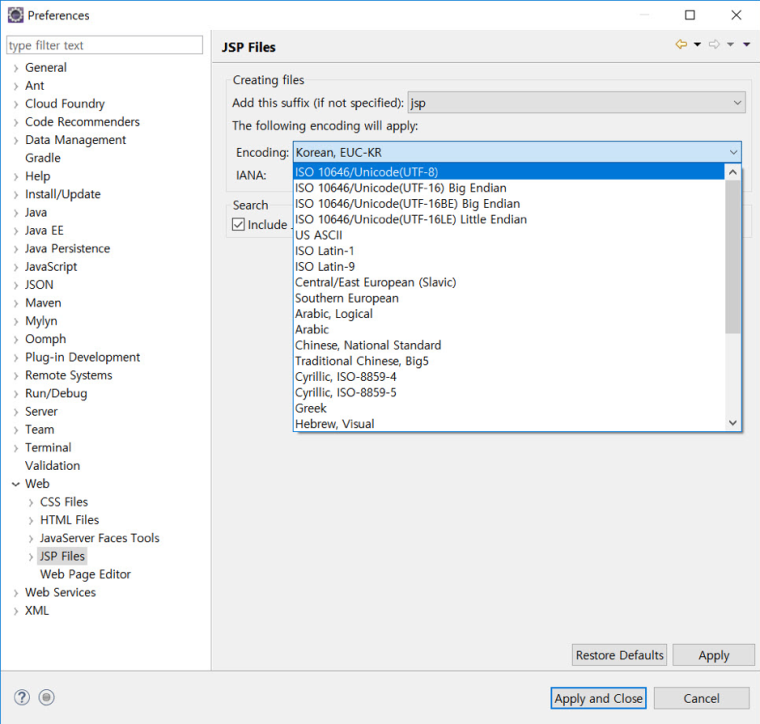 Preferences
type filter text
General
Ant
Cloud Foundry
Code Recommenders
Data Management
Gradle
Help
Install/Update
Java
Java EE
Java Persistence
JavaScript
JSON
Maven
Mylyn
Oomph
Plug-in Development
Remote Systems
Run/Debug
Server
Team
Terminal
Validation
Web
CSS Files
HTML Files
JavaServer Faces Tools
JSP Files
Web Page Editor
Web Services
XML
JSP Files
Creating files
Add this suffix (if not specified): jsp
The following encoding will apply:
Encoding: Korean, EUC-KR
IANA:
Search
Include
ISO 10646/Unicode(UTF-8)
ISO 10646/Unicode(UTF-16) Big Endian
ISO 10646/Unicode(UTF-16BE) Big Endian
ISO 10646/Unicode(UTF-16LE) Little Endian
US ASCII
ISO Latin-1
ISO Latin-9
Central/East European (Slavic)
Southern European
Arabic, Logical
Arabic
Chinese, National Standard
Traditional Chinese, Big5
Cyrillic, ISO-8859-4
Cyrillic, ISO-8859-5
Greek
Hebrew, Visual
Restore Defaults Apply
Apply and Close Cancel